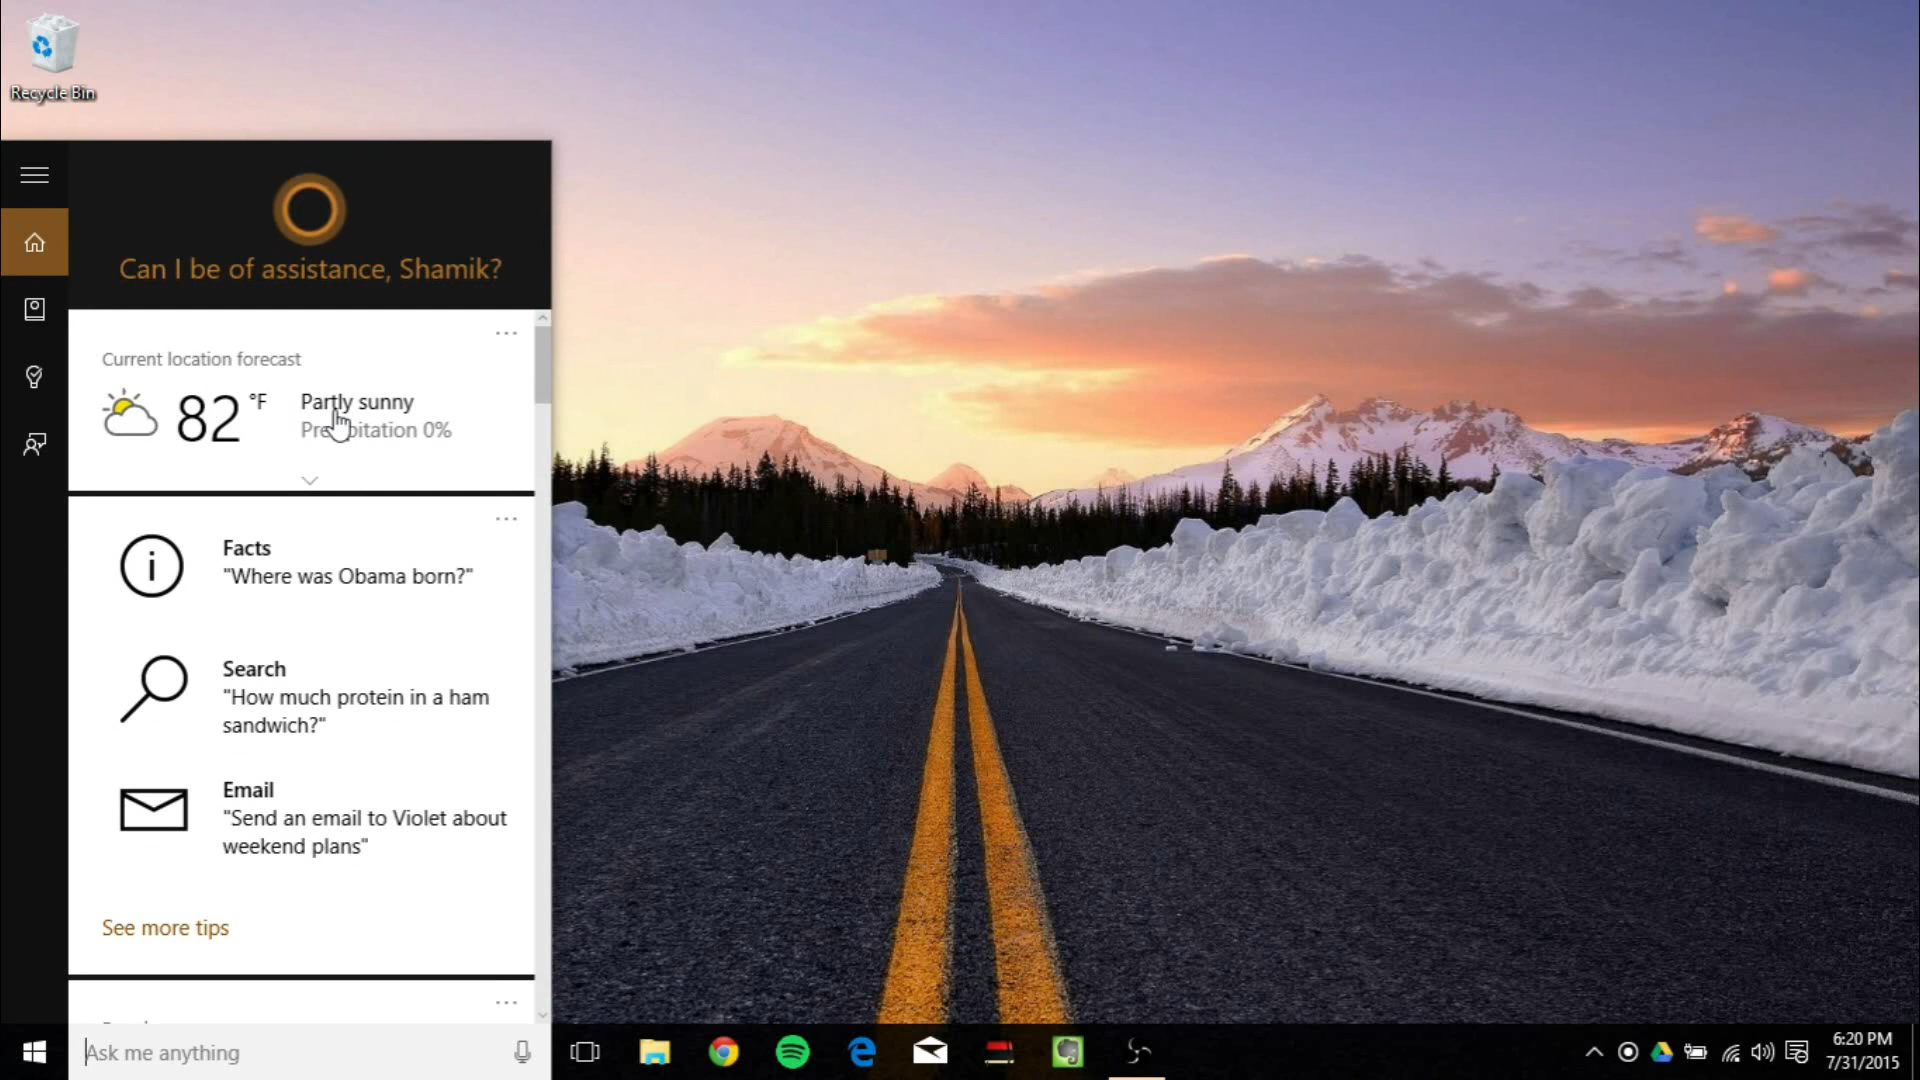 Recycle Bin
Can I be of assistance, Shamik?
Current location forecast
82 °F
Partly sunny
Precipitation 0%
Facts
"Where was Obama born?"
Search
"How much protein in a ham
sandwich?"
Email
"Send an email to Violet about
weekend plans"
See more tips
Ask me anything
6:20 PM
7/31/2015